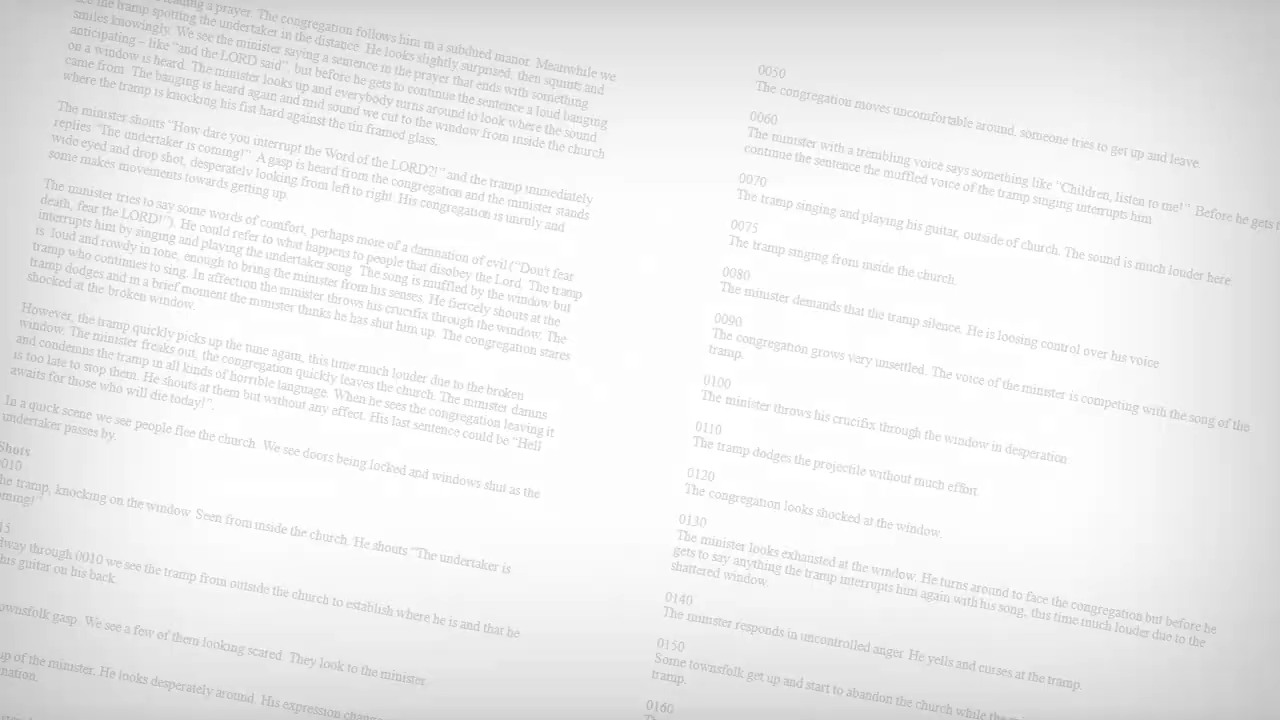 leading a prayer. The congregation follows him in a subdued manor. Meanwhile we
see the tramp spotting the undertaker in the distance. He looks slightly surprised, then squints and
smiles knowingly. We see the minister saying a sentence in the prayer that ends with something
anticipating – like "and the LORD said", but before he gets to continue the sentence a loud banging
on a window is heard. The minister looks up and everybody turns around to look where the sound
came from. The banging is heard again and mid sound we cut to the window from inside the church
where the tramp is knocking his fist hard against the tin framed glass.
The minister shouts "How dare you interrupt the Word of the LORD?!" and the tramp immediately
replies "The undertaker is coming!" A gasp is heard from the congregation and the minister stands
wide eyed and drop shot, desperately looking from left to right. His congregation is unruly and
some makes movements towards getting up.
The minister tries to say some words of comfort, perhaps more of a damnation of evil ("Don't fear
death, fear the LORD!"). He could refer to what happens to people that disobey the Lord. The tramp
interrupts him by singing and playing the undertaker song. The song is muffled by the window but
is loud and rowdy in tone, enough to bring the minister from his senses. He fiercely shouts at the
tramp who continues to sing. In affection the minister throws his crucifix through the window. The
tramp dodges and in a brief moment the minister thinks he has shut him up. The congregation stares
shocked at the broken window.
However, the tramp quickly picks up the tune again, this time much louder due to the broken
window. The minister freaks out, the congregation quickly leaves the church. The minister damns
and condemns the tramp in all kinds of horrible language. When he sees the congregation leaving it
is too late to stop them. He shouts at them but without any effect. His last sentence could be "Hell
awaits for those who will die today!".
In a quick scene we see people flee the church. We see doors being locked and windows shut as the
undertaker passes by.
Shots
0010
he tramp, knocking on the window. Seen from inside the church. He shouts "The undertaker is
oming!"
15
lfway through 0010 we see the tramp from outside the church to establish where he is and that he
his guitar on his back.
ownsfolk gasp. We see a few of them looking scared. They look to the minister.
up of the minister. He looks desperately around. His expression
nation.
0050
The congregation moves uncomfortable around, someone tries to get up and leave.
0060
The minister with a trembling voice says something like "Children, listen to me!". Before he gets t
continue the sentence the muffled voice of the tramp singing interrupts him.
0070
The tramp singing and playing his guitar, outside of church. The sound is much louder here.
0075
The tramp singing from inside the church.
0080
The minister demands that the tramp silence. He is loosing control over his voice
0090
The congregation grows very unsettled. The voice of the minister is competing with the song of the
tramp.
0100
The minister throws his crucifix through the window in desperation
0110
The tramp dodges the projectile without much effort.
0120
The congregation looks shocked at the window.
0130
The minister looks exhausted at the window. He turns around to face the congregation but before he
gets to say anything the tramp interrupts him again with his song, this time much louder due to the
shattered window.
0140
The minister responds in uncontrolled anger. He yells and curses at the tramp.
0150
Some townsfolk get up and start to abandon the church while the
tramp.
0160